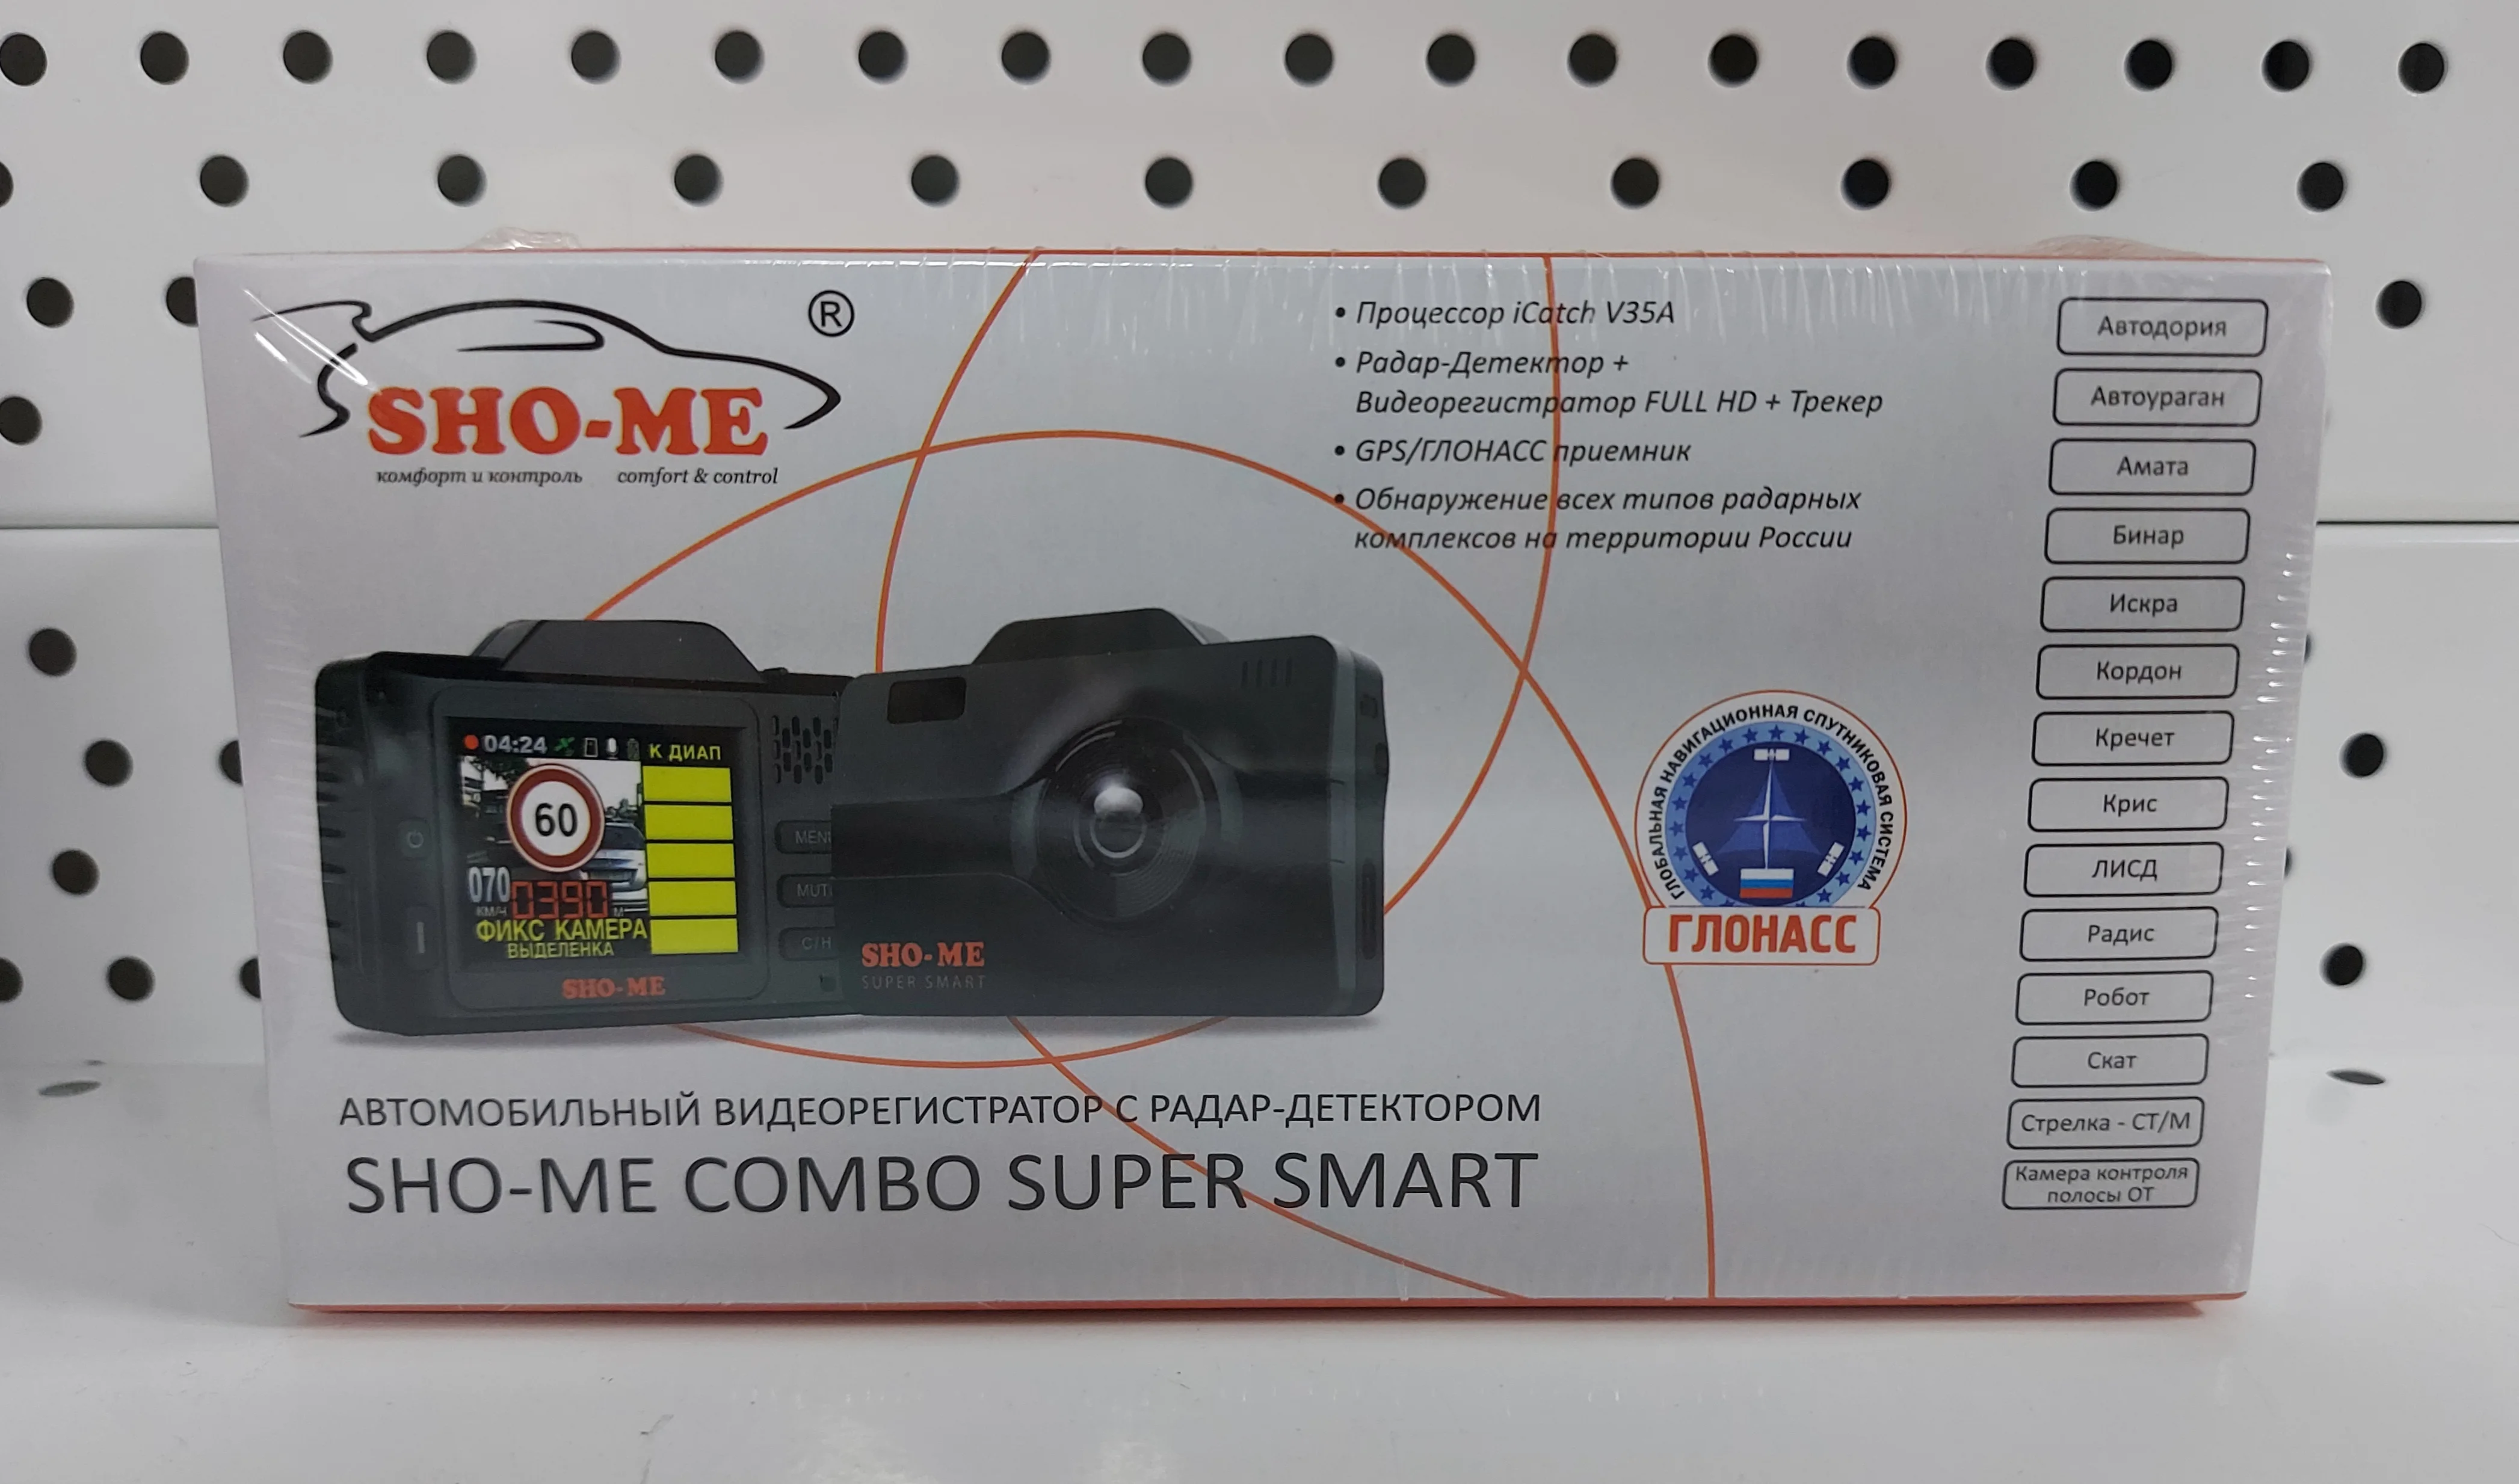 ®
SHO-ME
комфорт и контроль comfort & control
• Процессор iCatch V35A
• Радар-Детектор +
Видеорегистратор FULL HD + Трекер
• GPS/ГЛОНАСС приемник
• Обнаружение всех типов радарных
комплексов на территории России
Автодория
Автоураган
Амата
Бинар
Искра
Кордон
Кречет
Крис
ЛИСД
Радис
Робот
Скат
Стрелка - СТ/М
Камера контроля
полосы ОТ
04:24 К ДИАП
60
070
КМ/Ч 0390 М
ФИКС КАМЕРА
ВЫДЕЛЕНКА
SHO-ME
MENU
MUT
C/H
SHO-ME
SUPER SMART
ГЛОБАЛЬНАЯ НАВИГАЦИОННАЯ СПУТНИКОВАЯ СИСТЕМА
ГЛОНАСС
АВТОМОБИЛЬНЫЙ ВИДЕОРЕГИСТРАТОР С РАДАР-ДЕТЕКТОРОМ
SHO-ME COMBO SUPER SMART